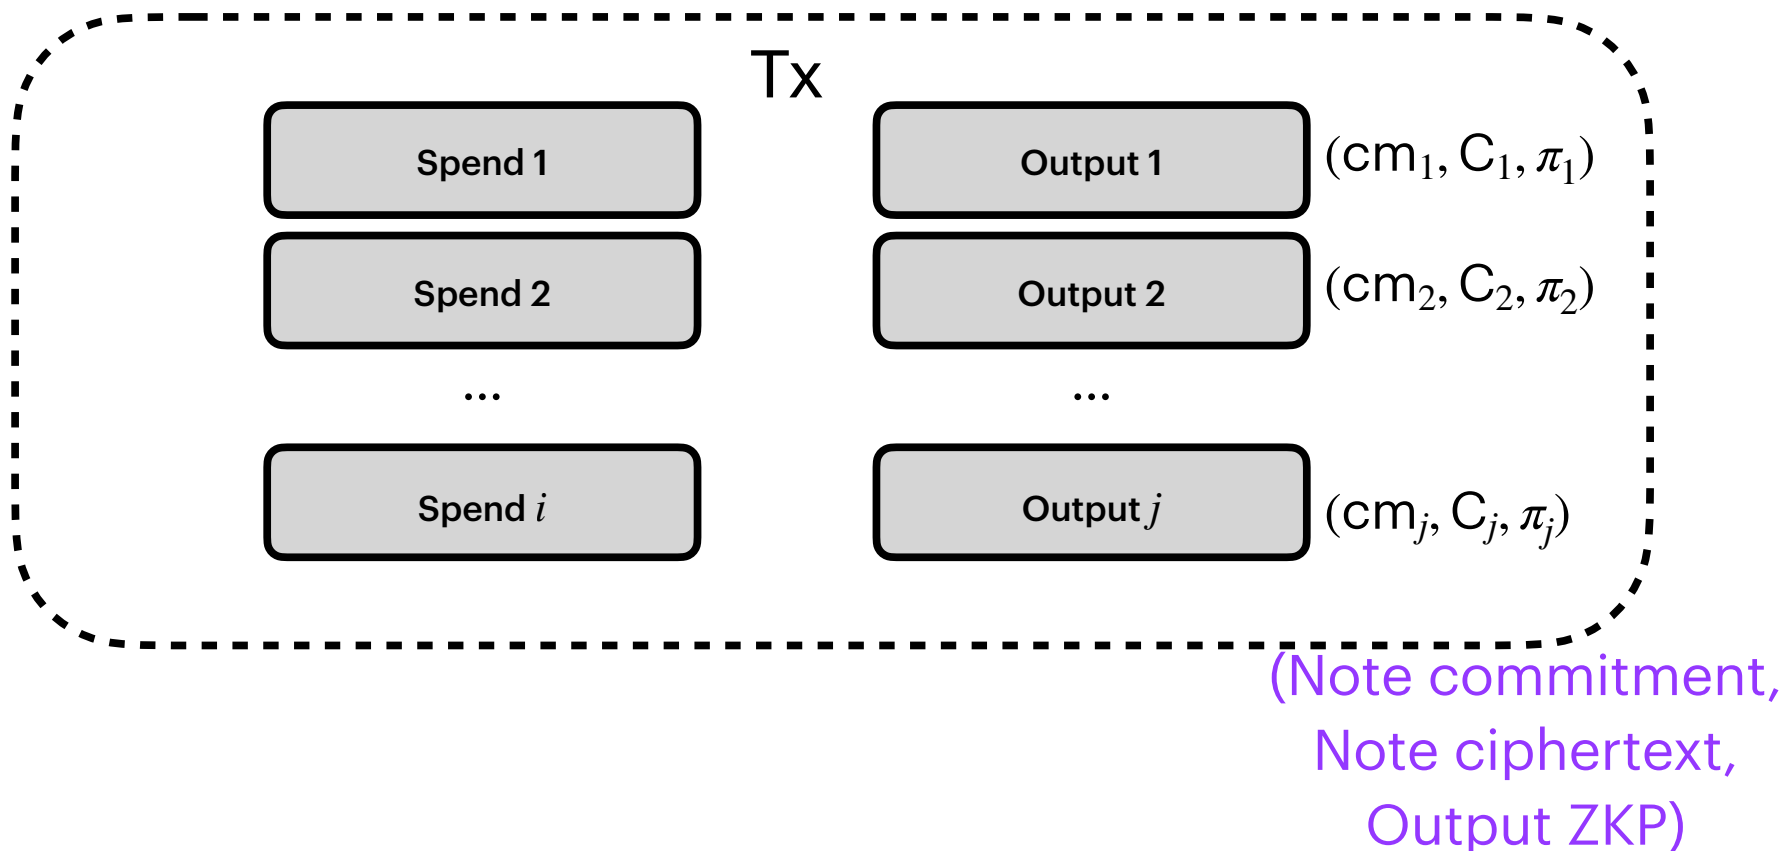 Tx
Spend 1
Output 1
(cm₁, C₁, π₁)
Spend 2
Output 2
(cm₂, C₂, π₂)
...
...
Spend i
Output j
(cmⱼ, Cⱼ, πⱼ)
(Note commitment,
Note ciphertext,
Output ZKP)